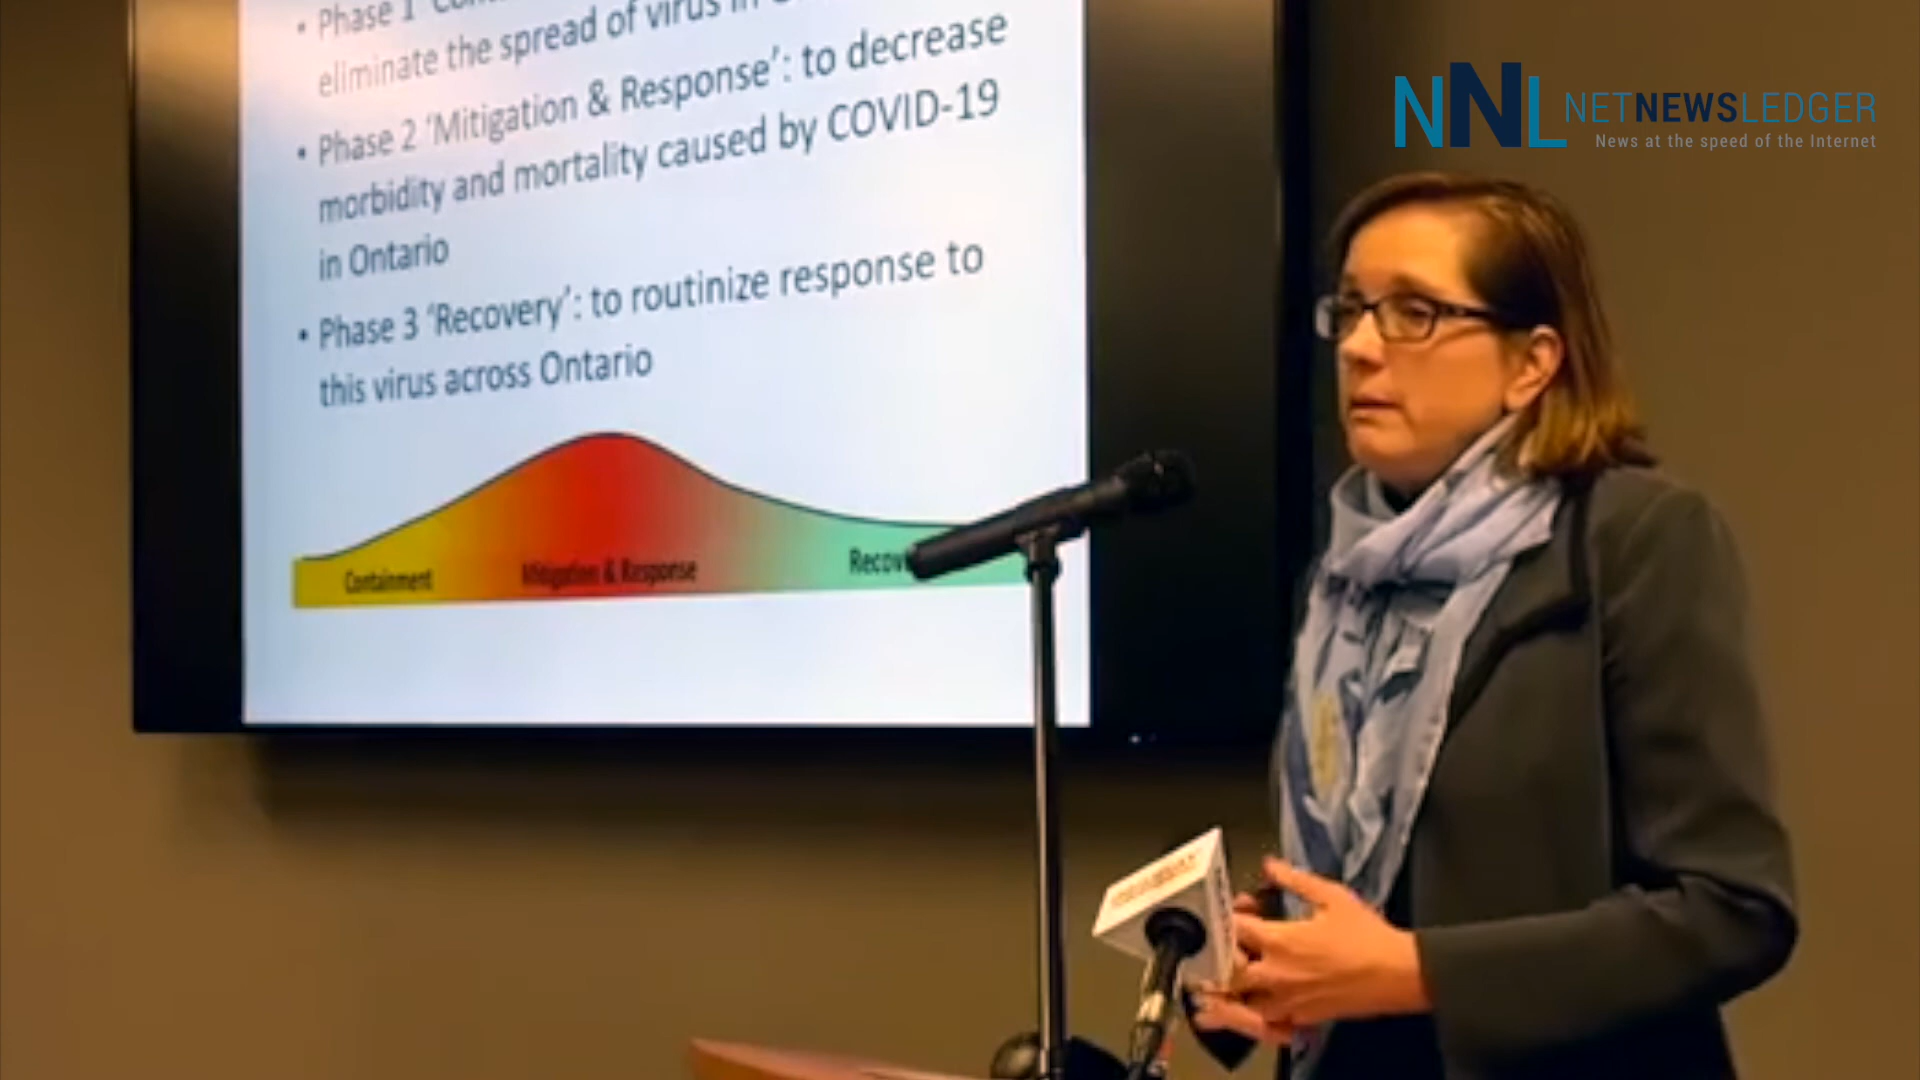 • Phase 1
eliminate the spread of virus in
• Phase 2 ‘Mitigation & Response’: to decrease
morbidity and mortality caused by COVID-19
in Ontario
• Phase 3 ‘Recovery’: to routinize response to
this virus across Ontario
Containment
Mitigation & Response
NNL NETNEWSLEDGER
News at the speed of the Internet